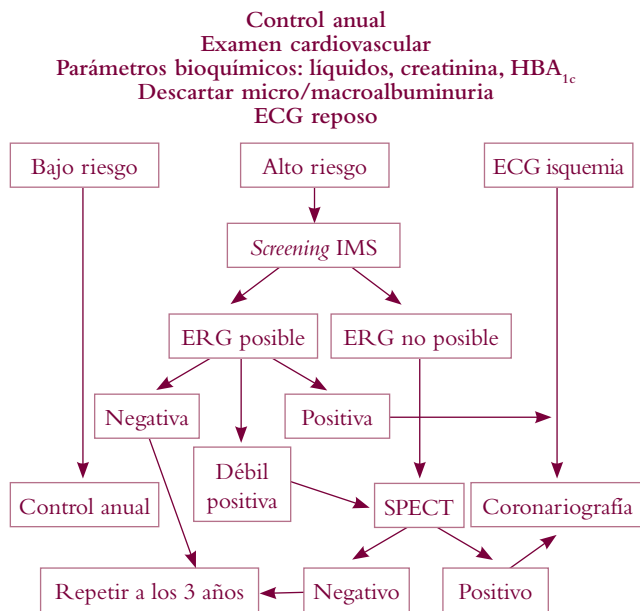 Control anual
Examen cardiovascular
Parámetros bioquímicos: líquidos, creatinina, HBA1c
Descartar micro/macroalbuminuria
ECG reposo
Bajo riesgo
Alto riesgo
ECG isquemia
Screening IMS
ERG posible
ERG no posible
Negativa
Positiva
Débil
positiva
Control anual
SPECT
Coronariografía
Repetir a los 3 años
Negativo
Positivo